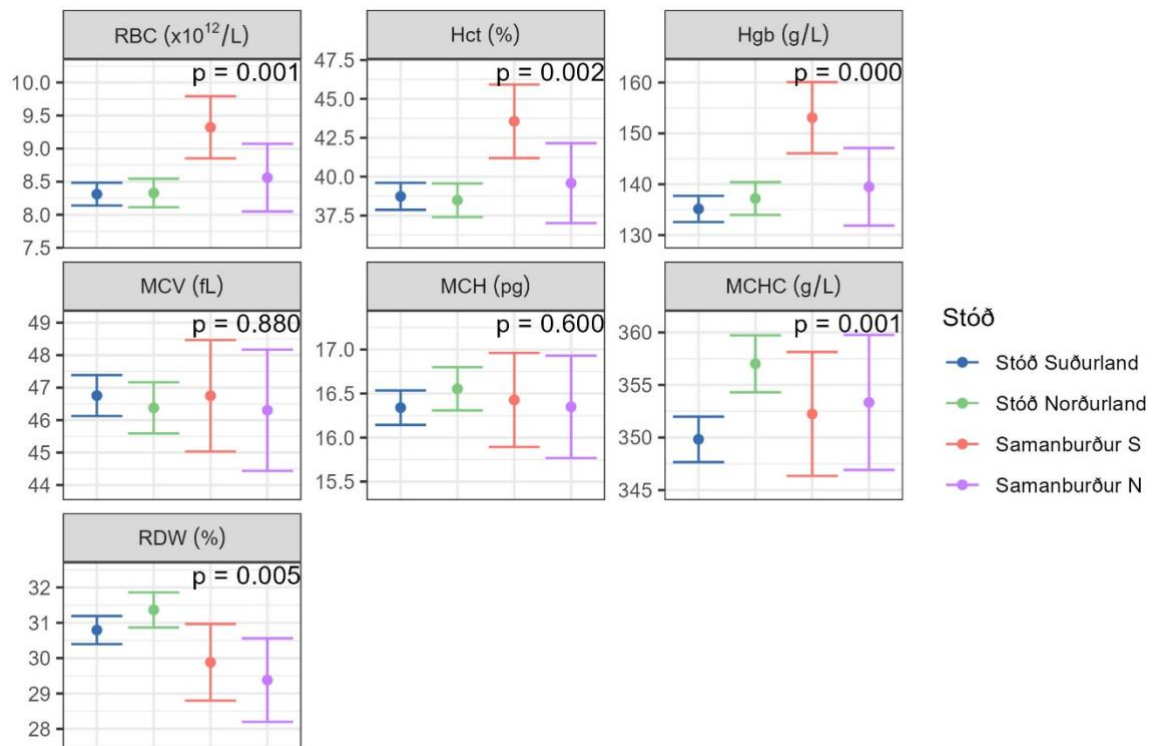 RBC (x10¹²/L)
Hct (%)
Hgb (g/L)
p = 0.001
p = 0.002
p = 0.000
10.0
9.5
9.0
8.5
8.0
7.5
47.5
45.0
42.5
40.0
37.5
160
150
140
130
MCV (fL)
MCH (pg)
MCHC (g/L)
p = 0.880
p = 0.600
p = 0.001
49
48
47
46
45
44
17.0
16.5
16.0
15.5
360
355
350
345
RDW (%)
p = 0.005
32
31
30
29
28
Stóð
Stóð Suðurland
Stóð Norðurland
Samanburður S
Samanburður N